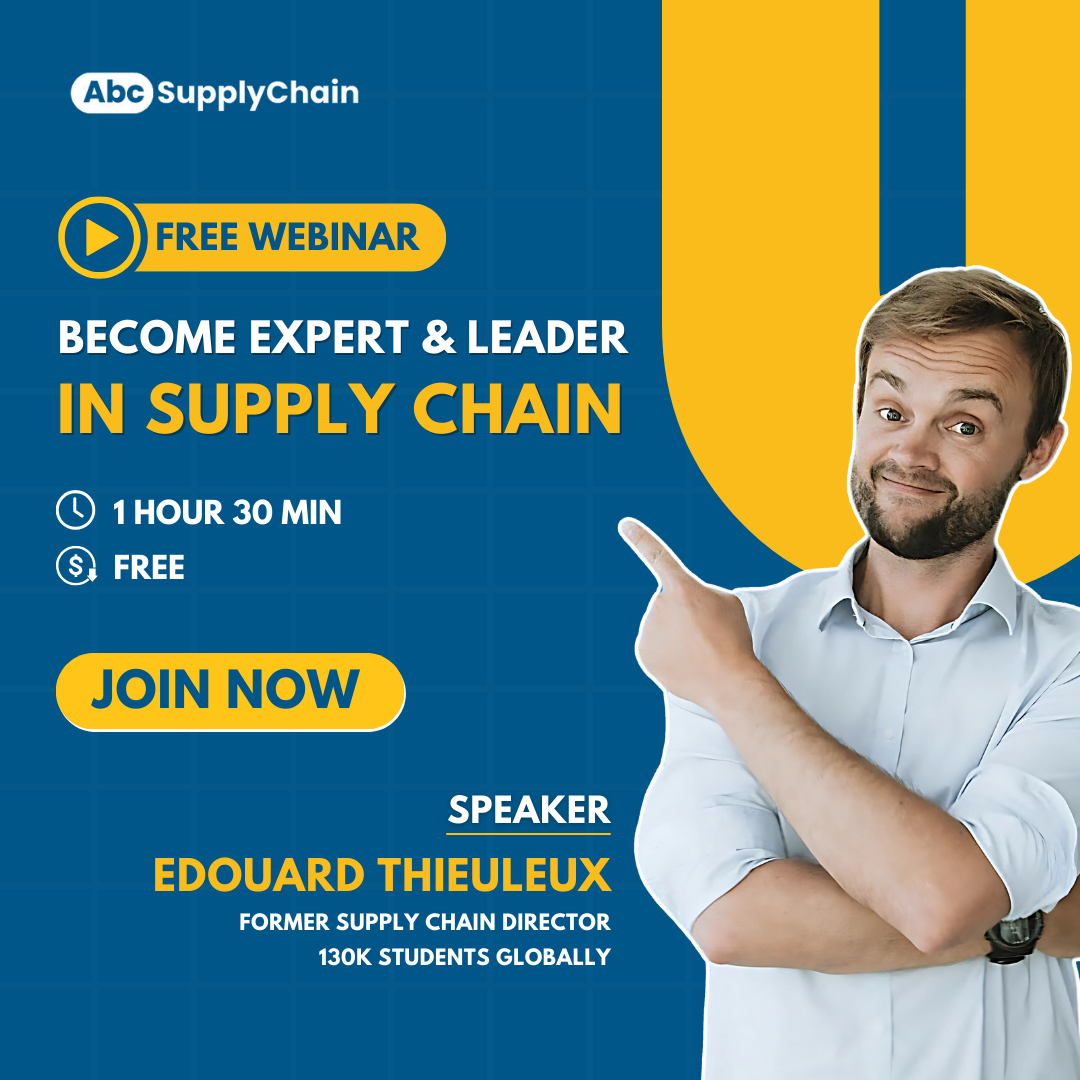 Abc SupplyChain
FREE WEBINAR
BECOME EXPERT & LEADER
IN SUPPLY CHAIN
1 HOUR 30 MIN
$ FREE
JOIN NOW
SPEAKER
EDOUARD THIEULEUX
FORMER SUPPLY CHAIN DIRECTOR
130K STUDENTS GLOBALLY